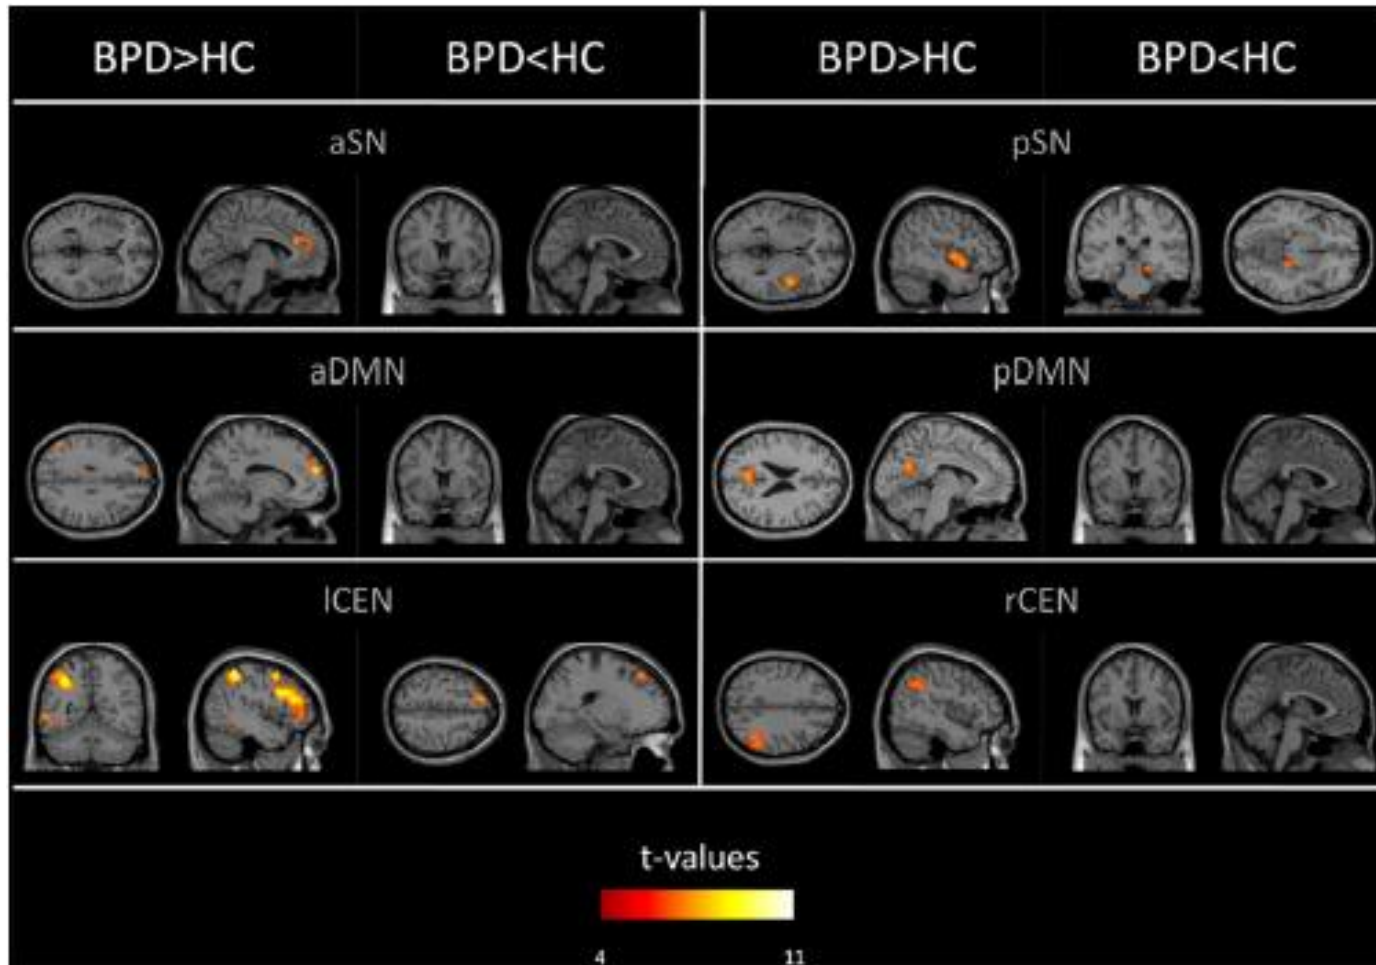 BPD>HC BPD<HC BPD>HC BPD<HC
aSN pSN
aDMN pDMN
lCEN rCEN
t-values
4 11